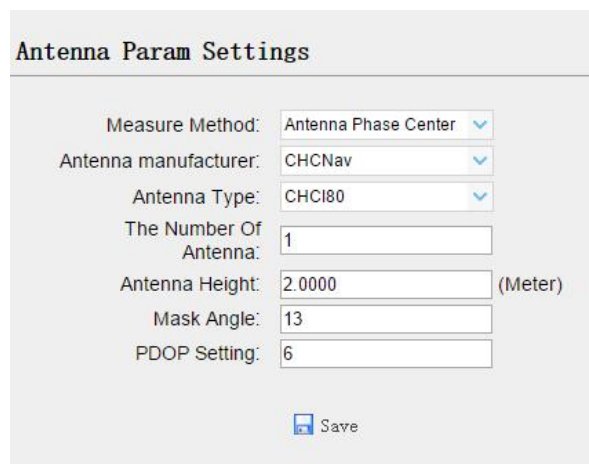 Antenna Param Settings
Measure Method: Antenna Phase Center
Antenna manufacturer: CHCNav
Antenna Type: CHCI80
The Number Of
Antenna: 1
Antenna Height: 2.0000 (Meter)
Mask Angle: 13
PDOP Setting: 6
Save